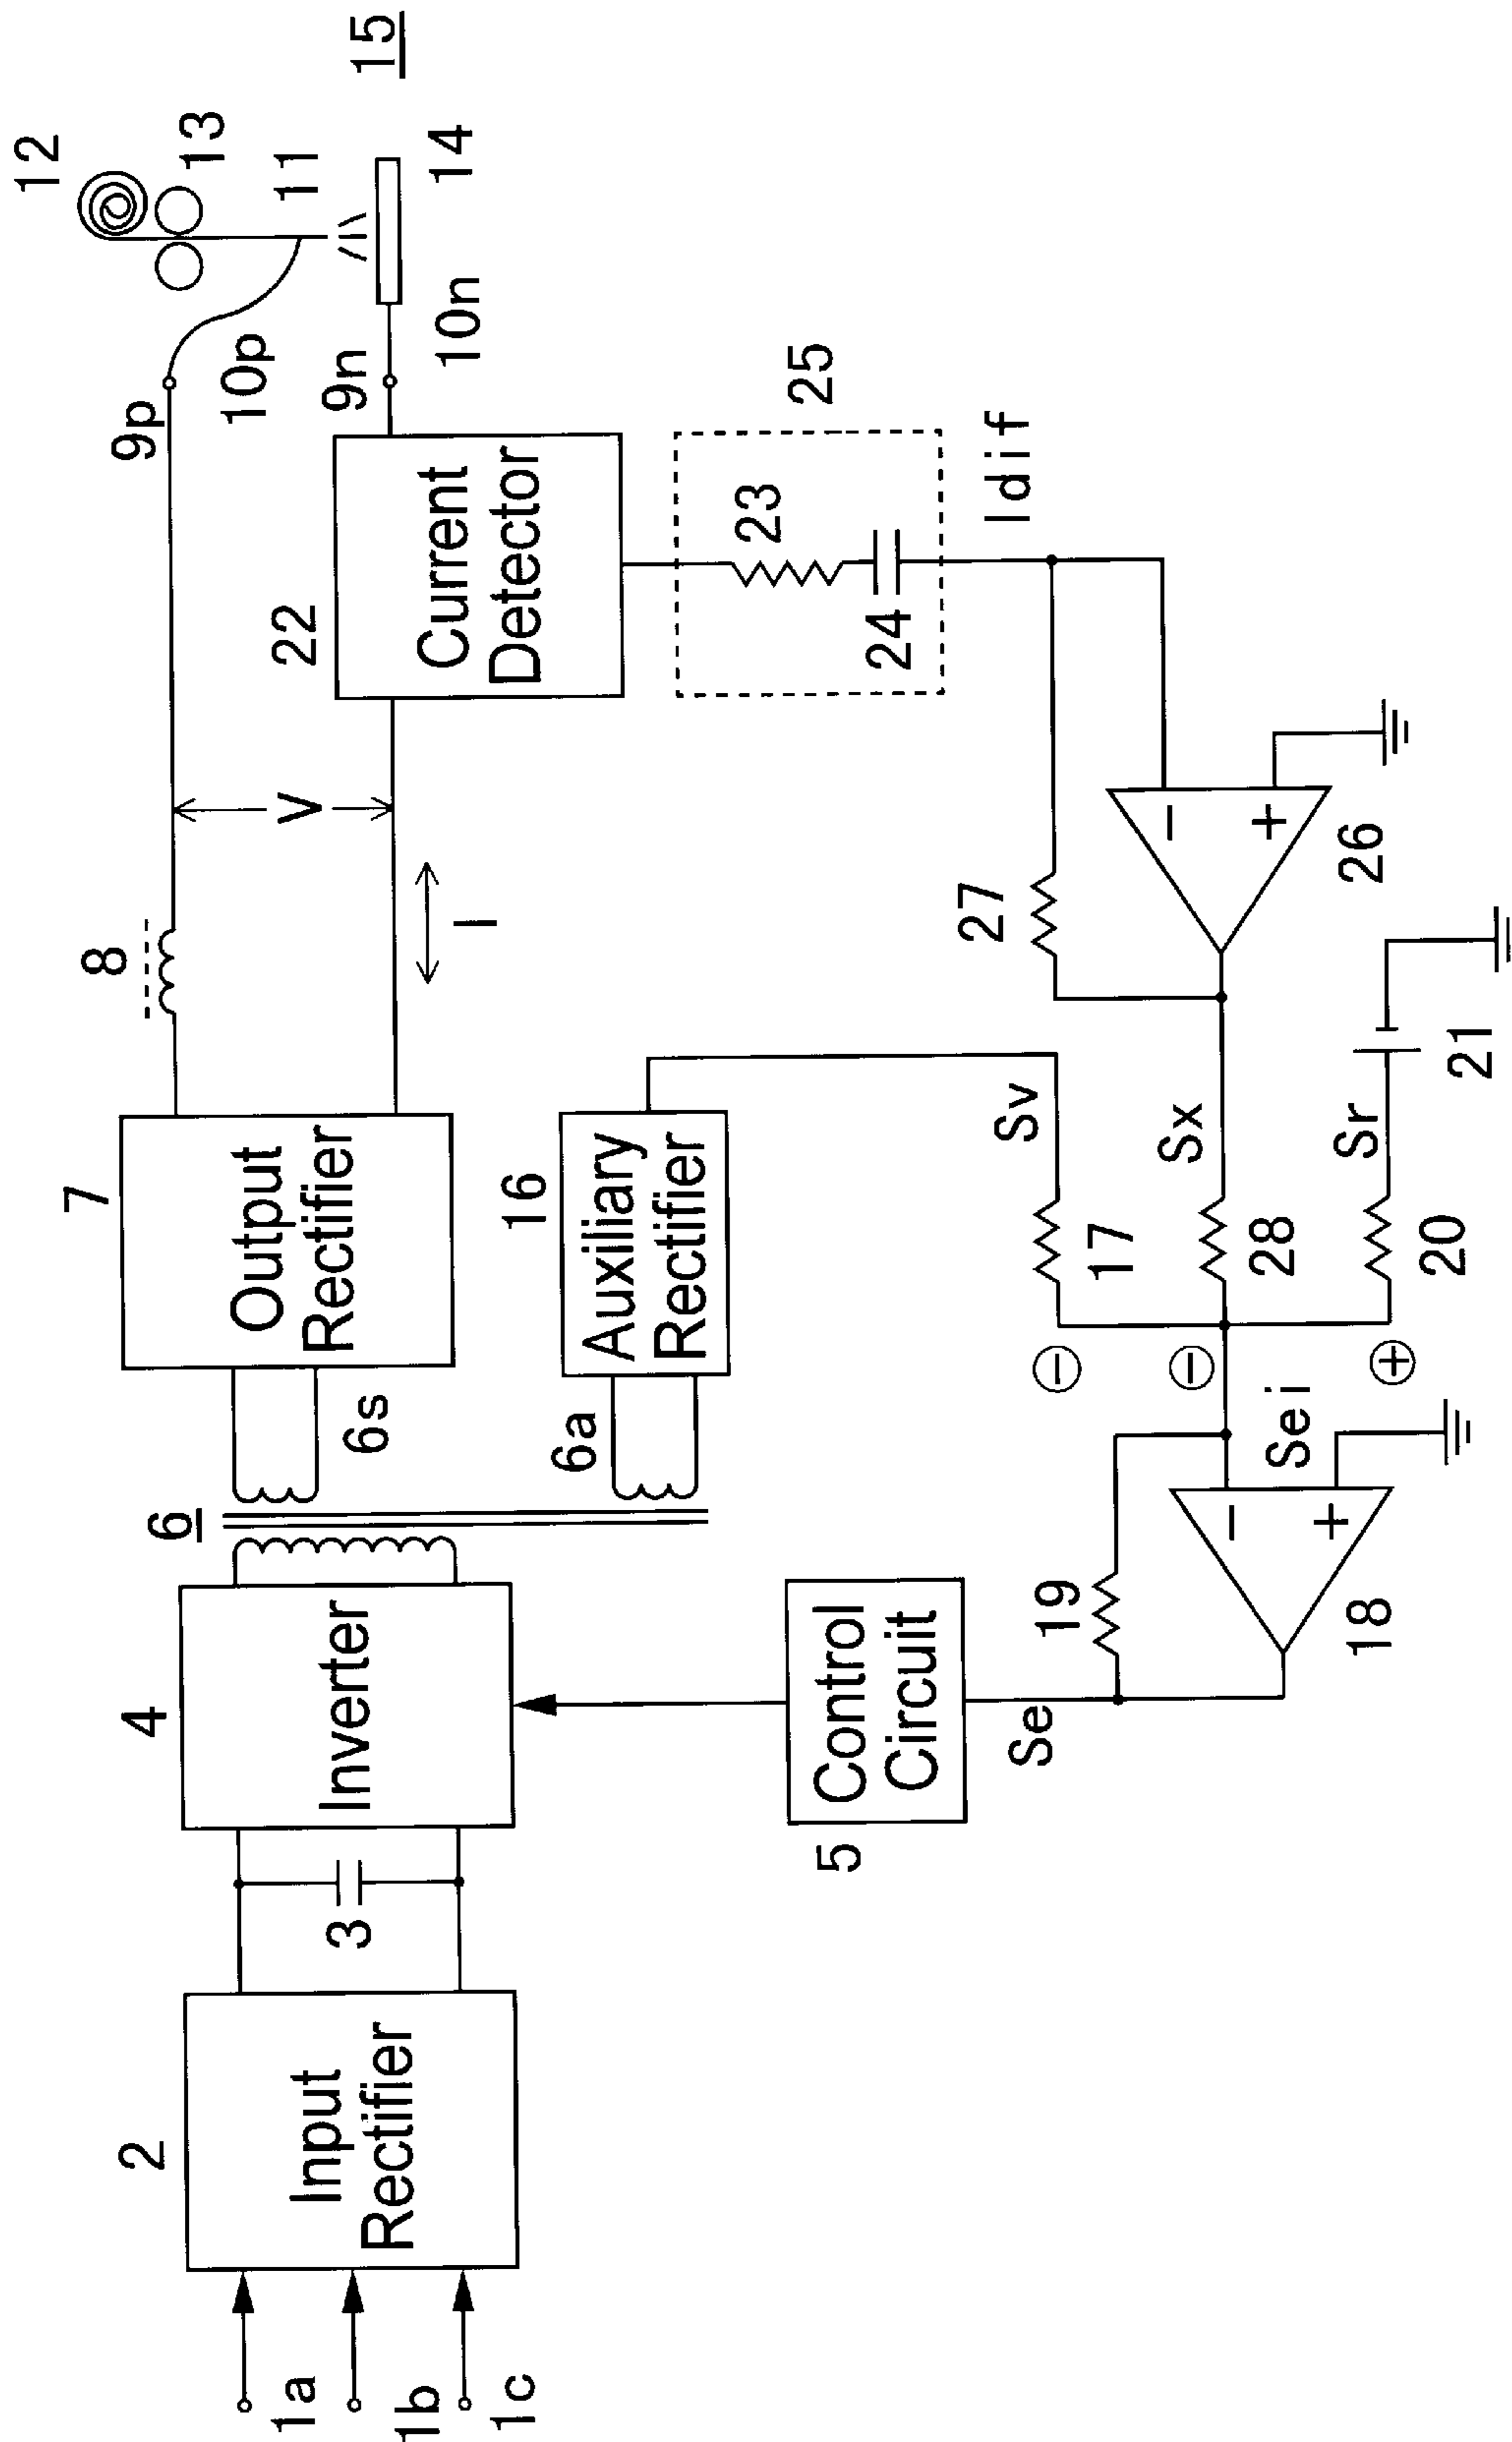 1a
1b
1c
2
Input
Rectifier
3
4
Inverter
5
Control
Circuit
6
6s
6a
7
Output
Rectifier
8
V
I
9p
10p
9n
10n
11
12
13
14
15
16
Auxiliary
Rectifier
22
Current
Detector
23
24
25
Idif
26
−
+
27
Sv
17
Sx
28
Sr
20
21
−
−
+
Sei
18
−
+
19
Se